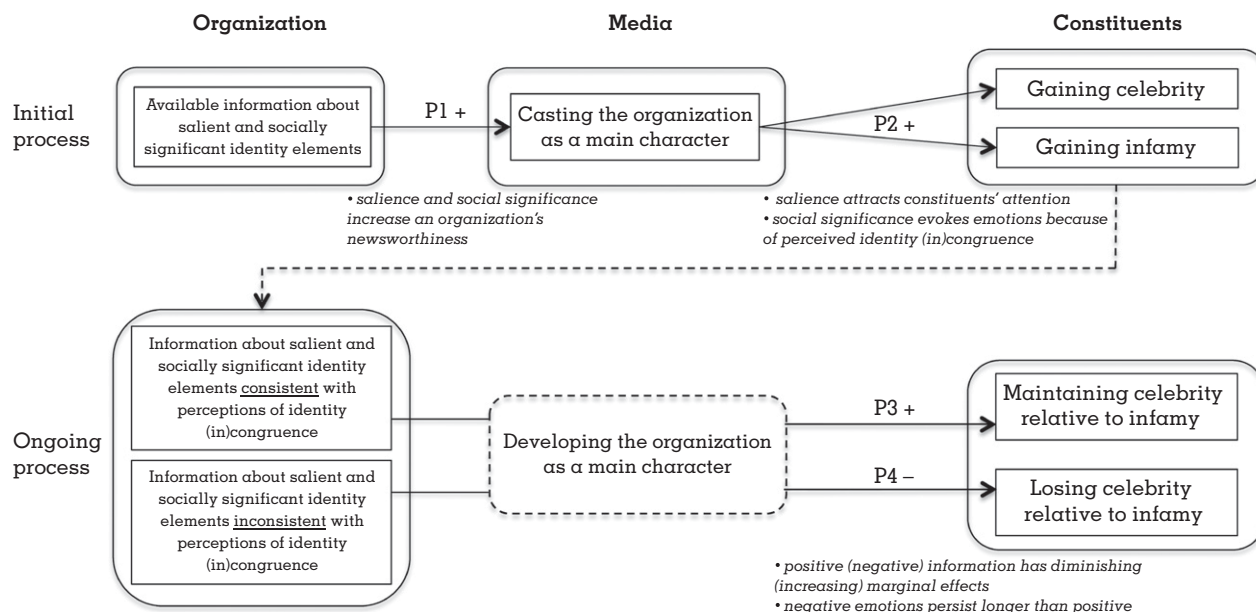 Organization
Media
Constituents
Initial
process
Available information about
salient and socially
significant identity elements
P1 +
Casting the organization
as a main character
P2 +
Gaining celebrity
Gaining infamy
• salience and social significance
increase an organization's
newsworthiness
• salience attracts constituents' attention
• social significance evokes emotions because
of perceived identity (in)congruence
Ongoing
process
Information about salient and
socially significant identity
elements consistent with
perceptions of identity
(in)congruence
Information about salient and
socially significant identity
elements inconsistent with
perceptions of identity
(in)congruence
Developing the organization
as a main character
P3 +
P4 –
Maintaining celebrity
relative to infamy
Losing celebrity
relative to infamy
• positive (negative) information has diminishing
(increasing) marginal effects
• negative emotions persist longer than positive